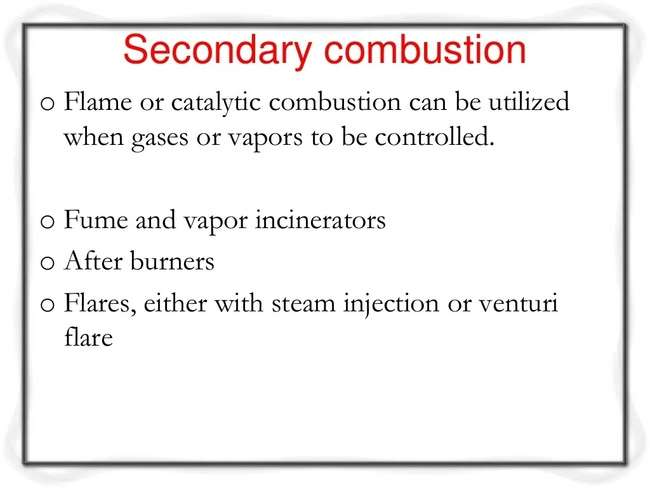 Secondary combustion
o Flame or catalytic combustion can be utilized
when gases or vapors to be controlled.
o Fume and vapor incinerators
o After burners
o Flares, either with steam injection or venturi
flare